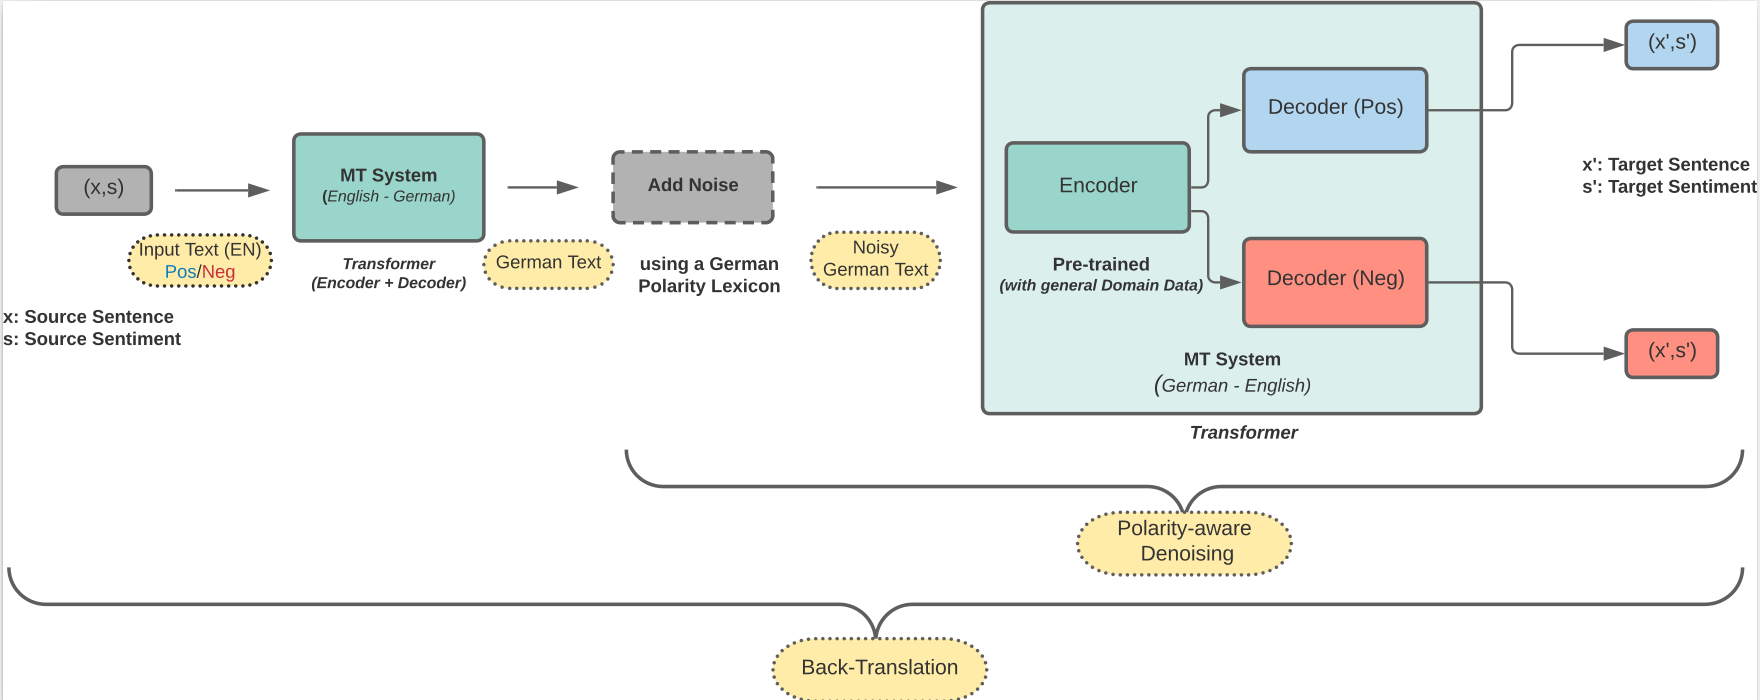 (x,s)
Input Text (EN)
Pos/Neg
x: Source Sentence
s: Source Sentiment
MT System
(English - German)
Transformer
(Encoder + Decoder)
German Text
Add Noise
using a German
Polarity Lexicon
Noisy
German Text
Encoder
Pre-trained
(with general Domain Data)
Decoder (Pos)
Decoder (Neg)
MT System
(German - English)
Transformer
(x',s')
x': Target Sentence
s': Target Sentiment
(x',s')
Polarity-aware
Denoising
Back-Translation